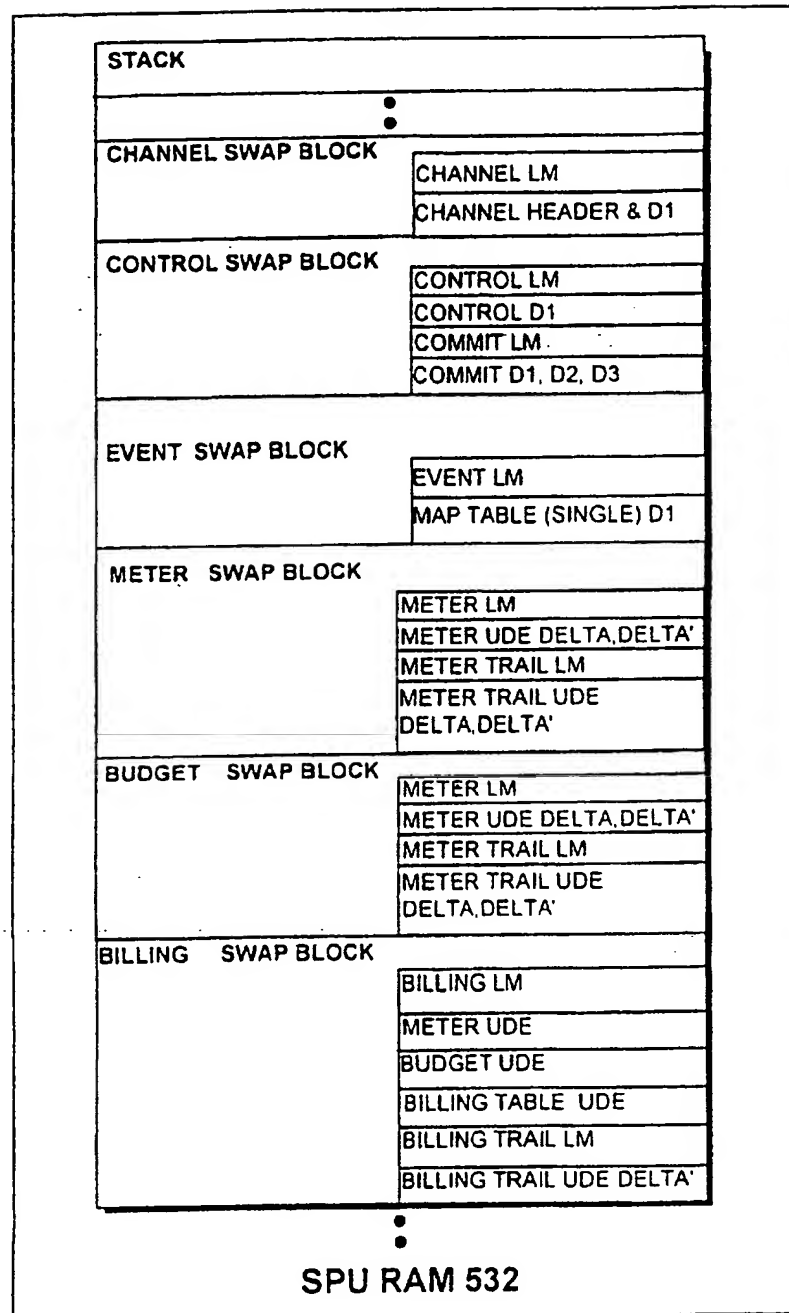 STACK
CHANNEL SWAP BLOCK
CHANNEL LM
CHANNEL HEADER & D1
CONTROL SWAP BLOCK
CONTROL LM
CONTROL D1
COMMIT LM
COMMIT D1, D2, D3
EVENT SWAP BLOCK
EVENT LM
MAP TABLE (SINGLE) D1
METER SWAP BLOCK
METER LM
METER UDE DELTA,DELTA'
METER TRAIL LM
METER TRAIL UDE
DELTA,DELTA'
BUDGET SWAP BLOCK
METER LM
METER UDE DELTA,DELTA'
METER TRAIL LM
METER TRAIL UDE
DELTA,DELTA'
BILLING SWAP BLOCK
BILLING LM
METER UDE
BUDGET UDE
BILLING TABLE UDE
BILLING TRAIL LM
BILLING TRAIL UDE DELTA'
SPU RAM 532